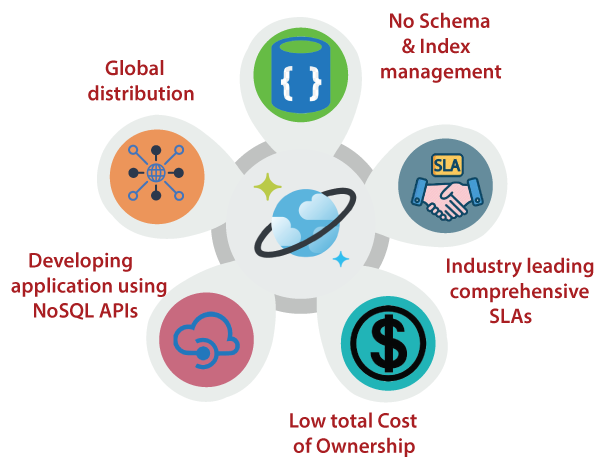 No Schema
& Index
management
Global
distribution
{ }
SLA
Developing
application using
NoSQL APIs
Industry leading
comprehensive
SLAs
$
Low total Cost
of Ownership